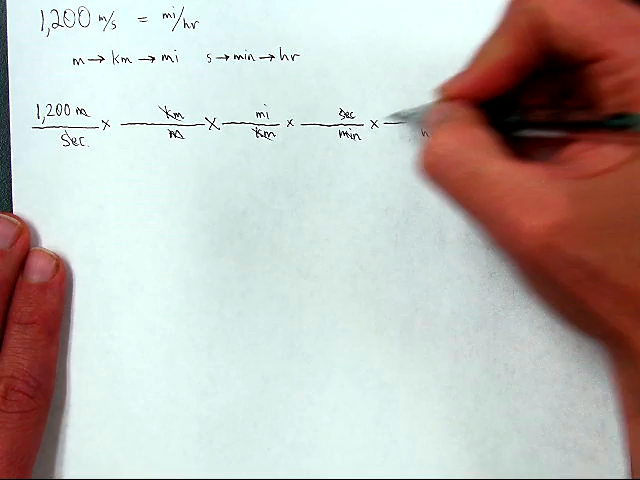 1,200 m/s = mi/hr
m → km → mi s → min → hr
1,200 m × km × mi × sec ×
sec. m km min h